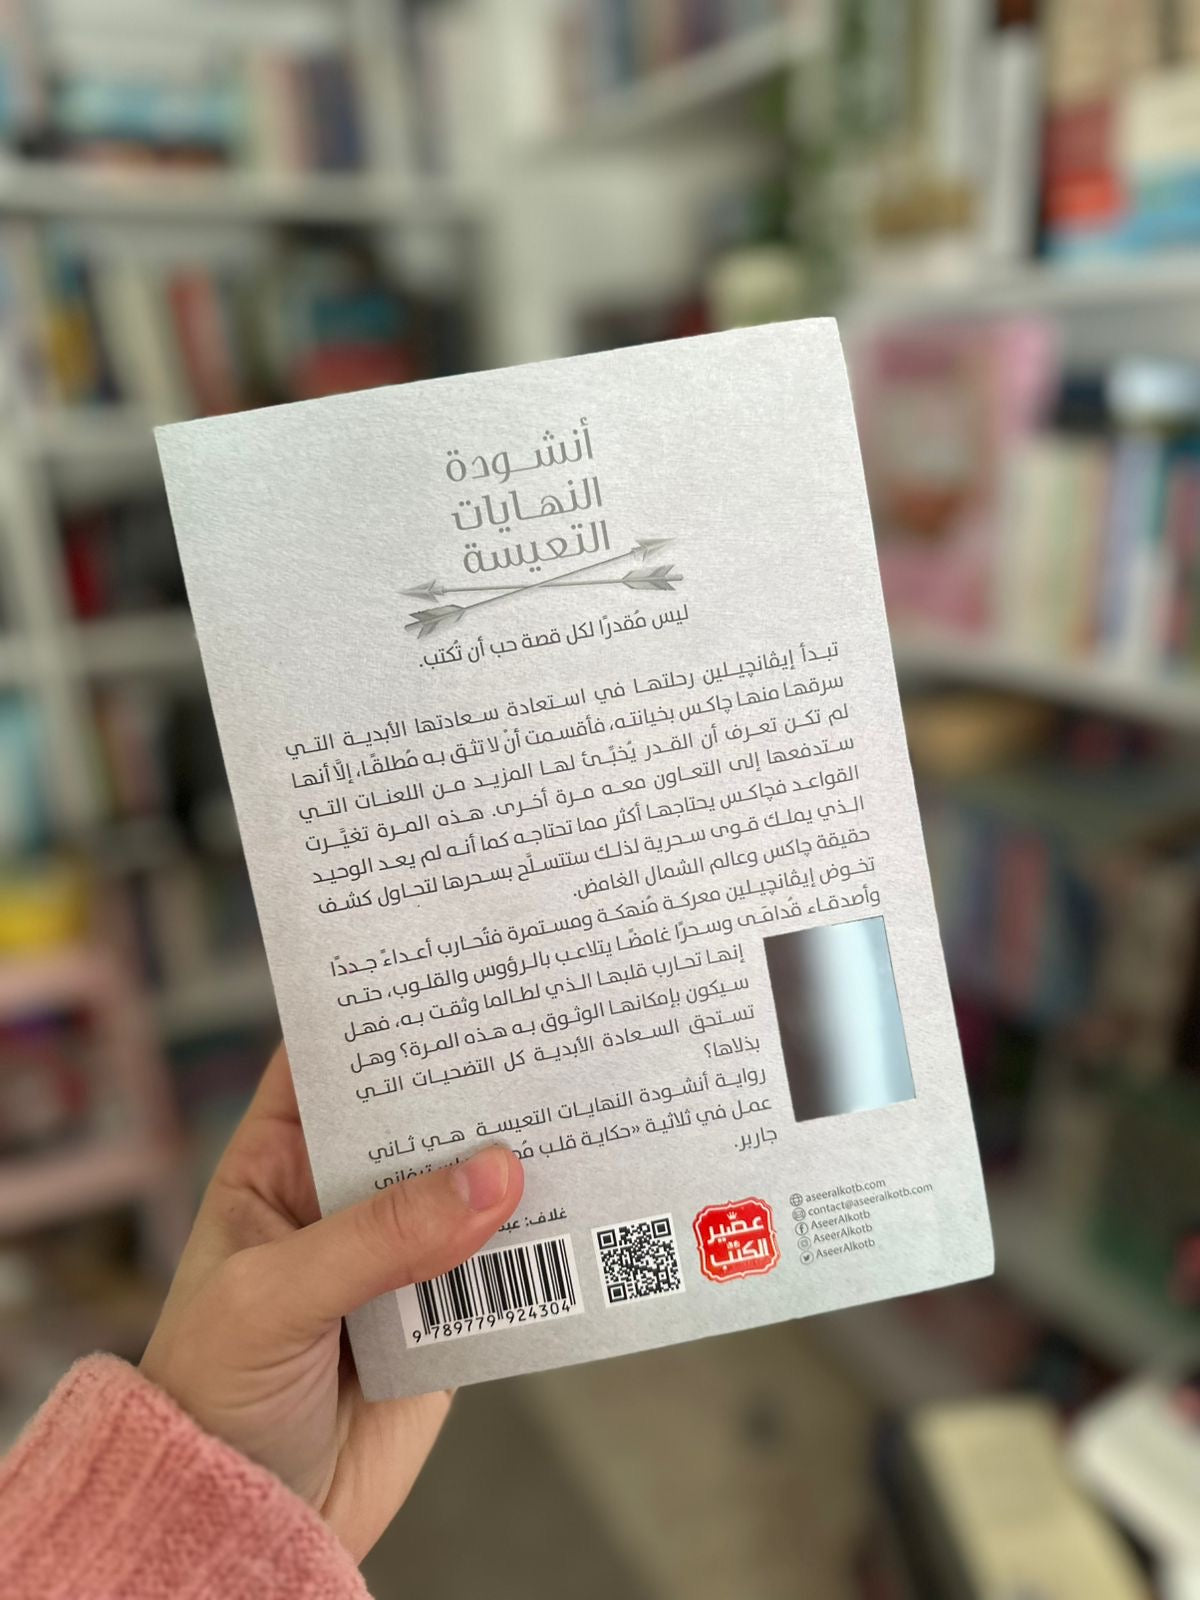 أنشودة
النهايات
التعيسة
ليس مُقدرًا لكل قصة حب أن تُكتب.
تبدأ إيڤانچيلين رحلتها في استعادة سعادتها الأبدية التي
سرقها منها چاكس بخيانته، فأقسمت أنْ لا تثق به مُطلقًا، إلَّا أنها
لم تكن تعرف أن القدر يُخبِّئ لها المزيد من اللعنات التي
ستدفعها إلى التعاون معه مرة أخرى. هذه المرة تغيَّرت
القواعد فچاكس يحتاجها أكثر مما تحتاجه كما أنه لم يعد الوحيد
الذي يملك قوى سحرية لذلك ستتسلَّح بسحرها لتحاول كشف
حقيقة چاكس وعالم الشمال الغامض.
تخوض إيڤانچيلين معركة مُنهكة ومستمرة فتُحارب أعداءً جددًا
وأصدقاء قُدامَى وسحرًا غامضًا يتلاعب بالرؤوس والقلوب، حتى
إنها تحارب قلبها الذي لطالما وثقت به، فهل
سيكون بإمكانها الوثوق به هذه المرة؟ وهل
تستحق السعادة الأبدية كل التضحيات التي
بذلاها؟
رواية أنشودة النهايات التعيسة هي ثاني
عمل في ثلاثية «حكاية قلب
جاربر.
غلاف:
aseeralkotb.com
contact@aseeralkotb.com
AseerAlkotb
AseerAlkotb
AseerAlkotb
عصير
الكتب
9 789779 924304